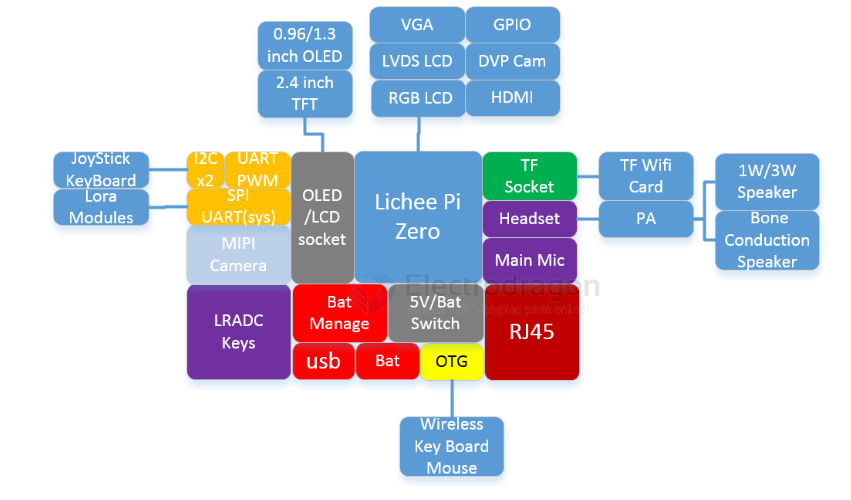 0.96/1.3
inch OLED
2.4 inch
TFT
VGA
GPIO
LVDS LCD
DVP Cam
RGB LCD
HDMI
JoyStick
KeyBoard
Lora
Modules
I2C
x2
UART
PWM
SPI
UART(sys)
MIPI
Camera
OLED
/LCD
socket
Lichee Pi
Zero
TF
Socket
Headset
Main Mic
TF Wifi
Card
PA
1W/3W
Speaker
Bone
Conduction
Speaker
Electrodragon
LRADC
Keys
Bat
Manage
5V/Bat
Switch
RJ45
usb
Bat
OTG
Wireless
Key Board
Mouse